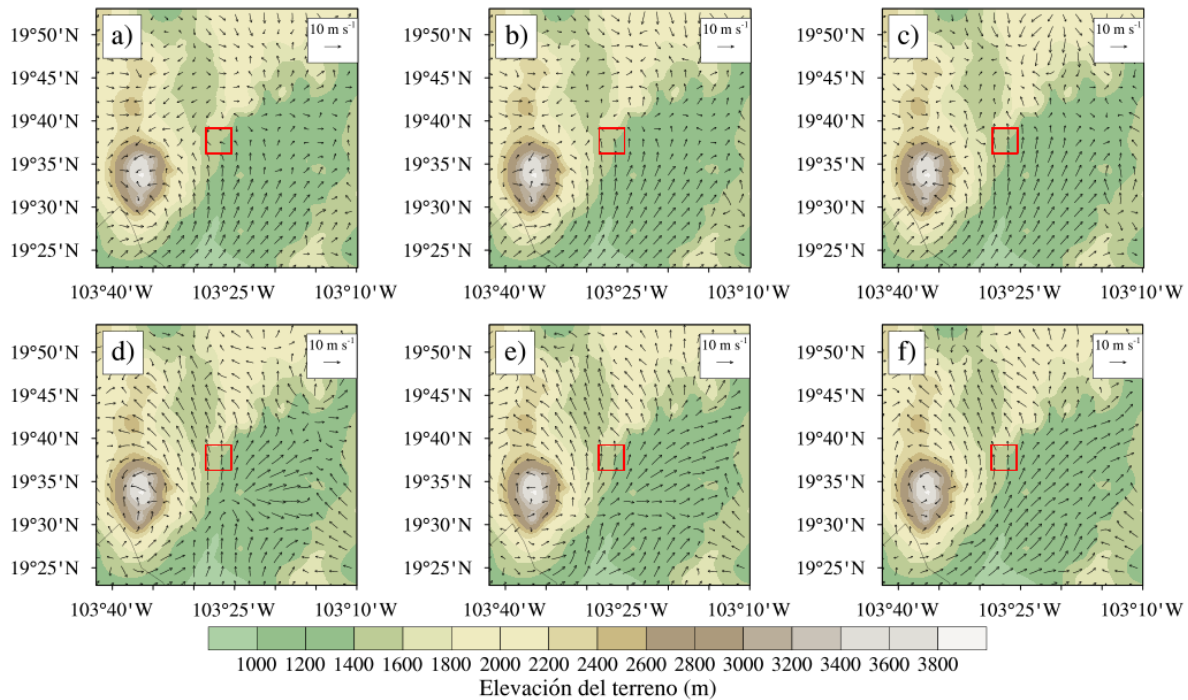 a) 10 m s⁻¹
b) 10 m s⁻¹
c) 10 m s⁻¹
19°50'N
19°45'N
19°40'N
19°35'N
19°30'N
19°25'N
103°40'W 103°25'W 103°10'W
19°50'N
19°45'N
19°40'N
19°35'N
19°30'N
19°25'N
103°40'W 103°25'W 103°10'W
19°50'N
19°45'N
19°40'N
19°35'N
19°30'N
19°25'N
103°40'W 103°25'W 103°10'W
d) 10 m s⁻¹
e) 10 m s⁻¹
f) 10 m s⁻¹
19°50'N
19°45'N
19°40'N
19°35'N
19°30'N
19°25'N
103°40'W 103°25'W 103°10'W
19°50'N
19°45'N
19°40'N
19°35'N
19°30'N
19°25'N
103°40'W 103°25'W 103°10'W
19°50'N
19°45'N
19°40'N
19°35'N
19°30'N
19°25'N
103°40'W 103°25'W 103°10'W
1000 1200 1400 1600 1800 2000 2200 2400 2600 2800 3000 3200 3400 3600 3800
Elevación del terreno (m)